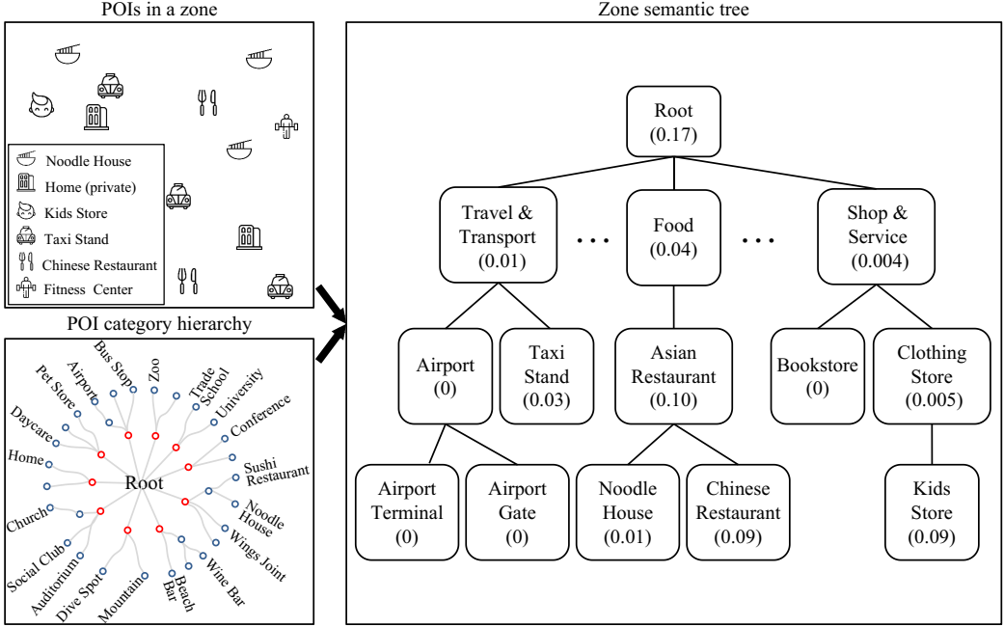 POIs in a zone
Noodle House
Home (private)
Kids Store
Taxi Stand
Chinese Restaurant
Fitness Center
POI category hierarchy
Root
Zoo
Trade
School
University
Conference
Sushi
Restaurant
Noodle
House
Wings Joint
Wine Bar
Beach
Bar
Mountain
Dive Spot
Auditorium
Social Club
Church
Home
Daycare
Pet Store
Airport
Bus Stop
Zone semantic tree
Root
(0.17)
Travel &
Transport
(0.01)
...
Food
(0.04)
...
Shop &
Service
(0.004)
Airport
(0)
Taxi
Stand
(0.03)
Asian
Restaurant
(0.10)
Bookstore
(0)
Clothing
Store
(0.005)
Airport
Terminal
(0)
Airport
Gate
(0)
Noodle
House
(0.01)
Chinese
Restaurant
(0.09)
Kids
Store
(0.09)